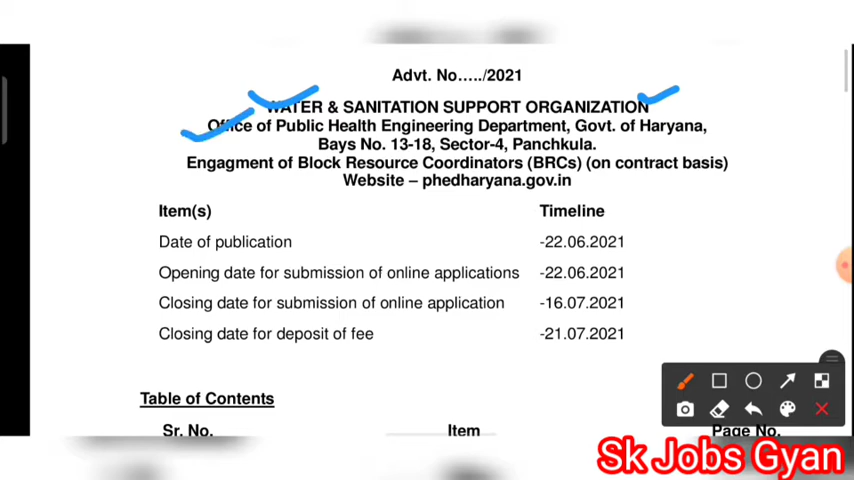 Advt. No…../2021
WATER & SANITATION SUPPORT ORGANIZATION
Office of Public Health Engineering Department, Govt. of Haryana,
Bays No. 13-18, Sector-4, Panchkula.
Engagment of Block Resource Coordinators (BRCs) (on contract basis)
Website – phedharyana.gov.in
Item(s) Timeline
Date of publication -22.06.2021
Opening date for submission of online applications -22.06.2021
Closing date for submission of online application -16.07.2021
Closing date for deposit of fee -21.07.2021
Table of Contents
Sr. No. Item Page No.
Sk Jobs Gyan